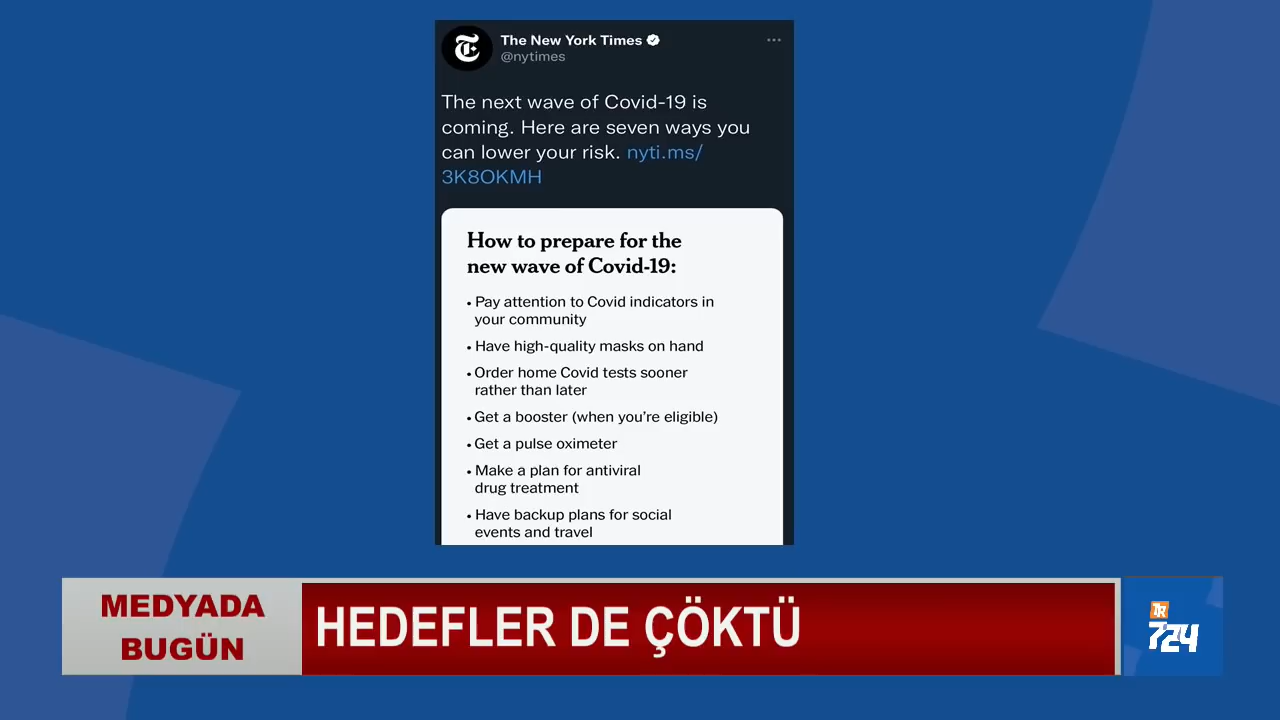 The New York Times
@nytimes
The next wave of Covid-19 is
coming. Here are seven ways you
can lower your risk. nyti.ms/
3K8OKMH
How to prepare for the
new wave of Covid-19:
• Pay attention to Covid indicators in
your community
• Have high-quality masks on hand
• Order home Covid tests sooner
rather than later
• Get a booster (when you're eligible)
• Get a pulse oximeter
• Make a plan for antiviral
drug treatment
• Have backup plans for social
events and travel
MEDYADA
BUGÜN
HEDEFLER DE ÇÖKTÜ
TR
724